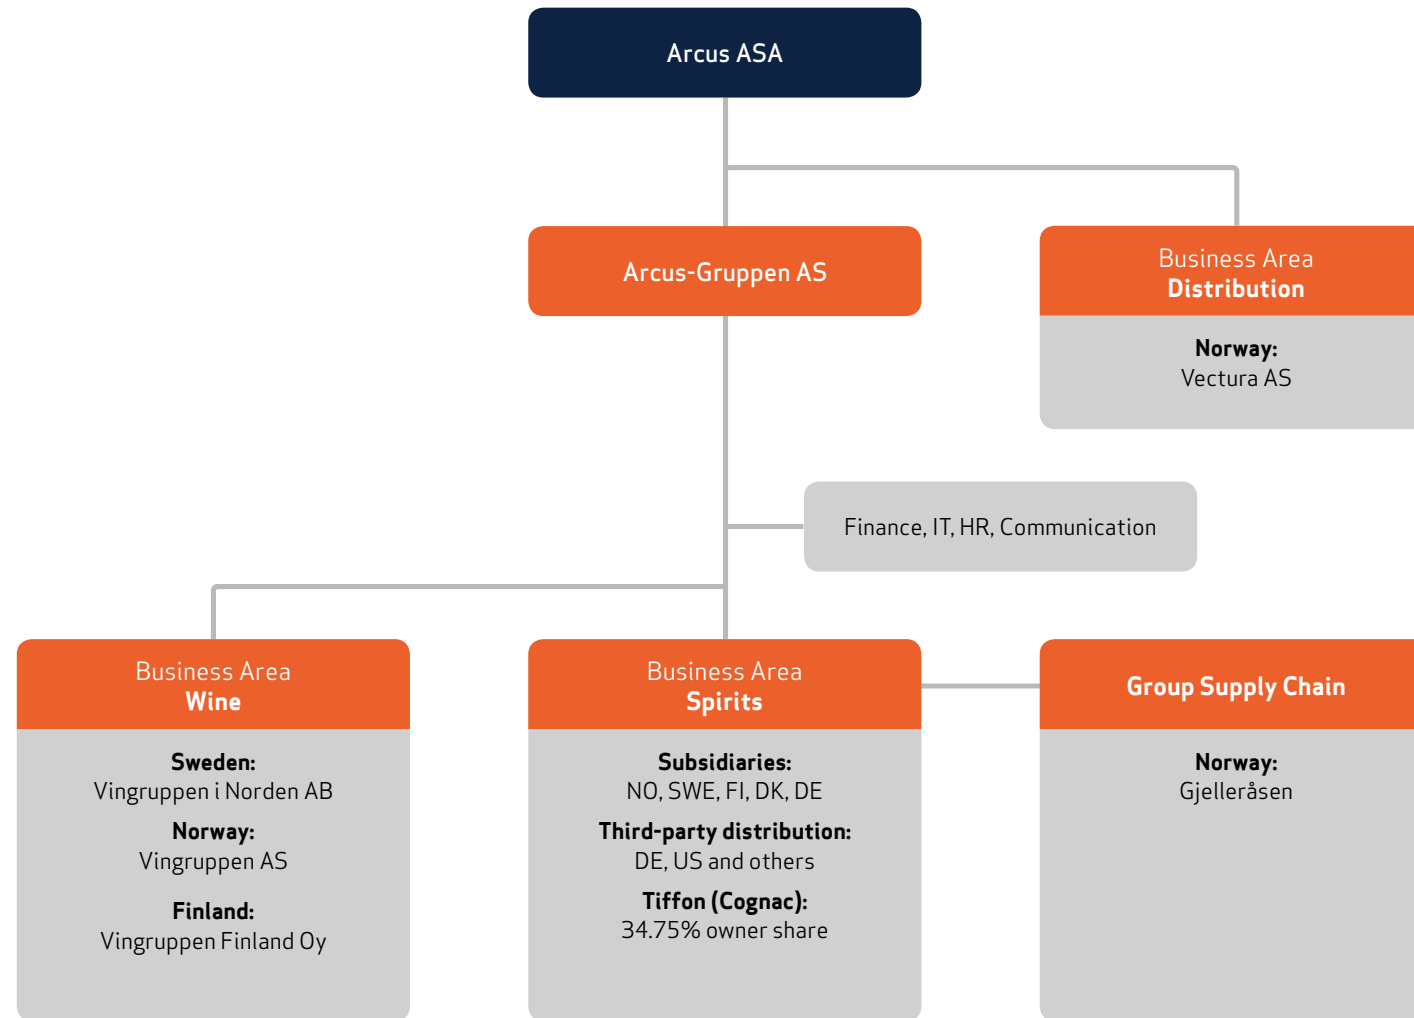 Arcus ASA
Arcus-Gruppen AS
Business Area
Distribution
Norway:
Vectura AS
Finance, IT, HR, Communication
Business Area
Wine
Sweden:
Vingruppen i Norden AB
Norway:
Vingruppen AS
Finland:
Vingruppen Finland Oy
Business Area
Spirits
Subsidiaries:
NO, SWE, FI, DK, DE
Third-party distribution:
DE, US and others
Tiffon (Cognac):
34.75% owner share
Group Supply Chain
Norway:
Gjelleråsen